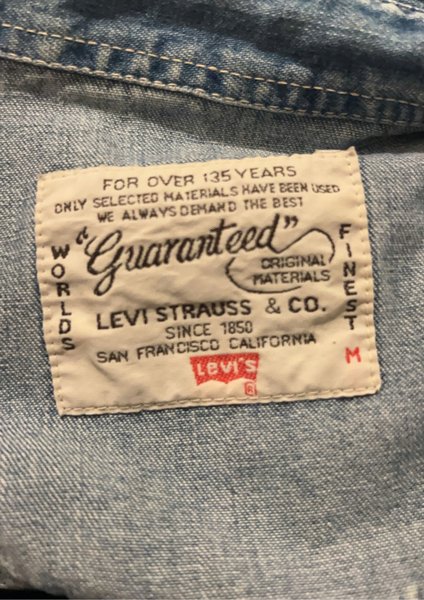 FOR OVER 135 YEARS
ONLY SELECTED MATERIALS HAVE BEEN USED
WE ALWAYS DEMAND THE BEST
WORLDS
"Guaranteed"
ORIGINAL
MATERIALS
FINEST
LEVI STRAUSS & CO.
SINCE 1850
SAN FRANCISCO CALIFORNIA
Levi's
®
M